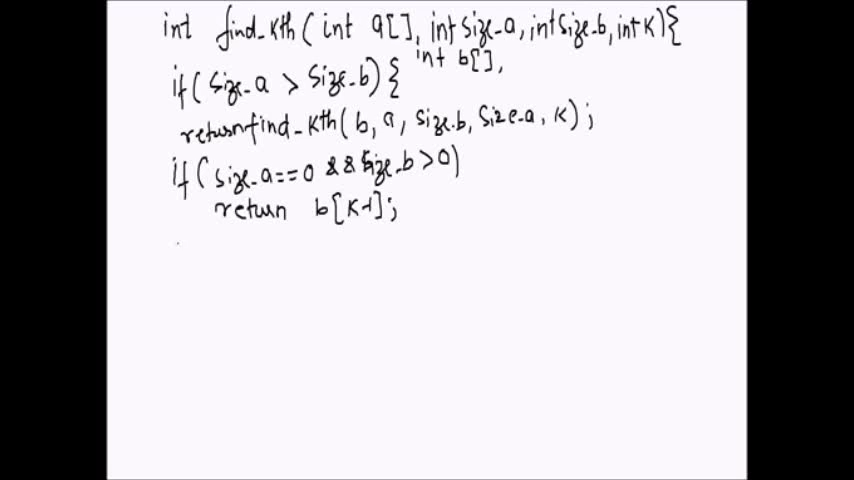 int find_kth( int a[], int size_a, int size_b, int k){
int b[],
if( size_a > size_b) {
return find_kth( b, a, size_b, size_a, k) ;
if( size_a == 0 && size_b > 0)
return b[k-1];